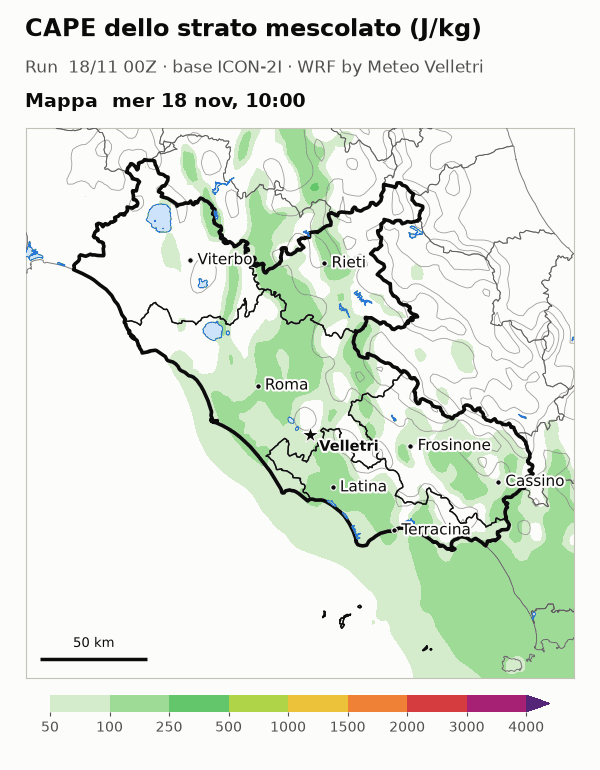 CAPE dello strato mescolato (J/kg)
Run 18/11 00Z · base ICON-2I · WRF by Meteo Velletri
Mappa mer 18 nov, 10:00
Viterbo
Rieti
Roma
Velletri
Frosinone
Latina
Cassino
Terracina
50 km
50 100 250 500 1000 1500 2000 3000 4000